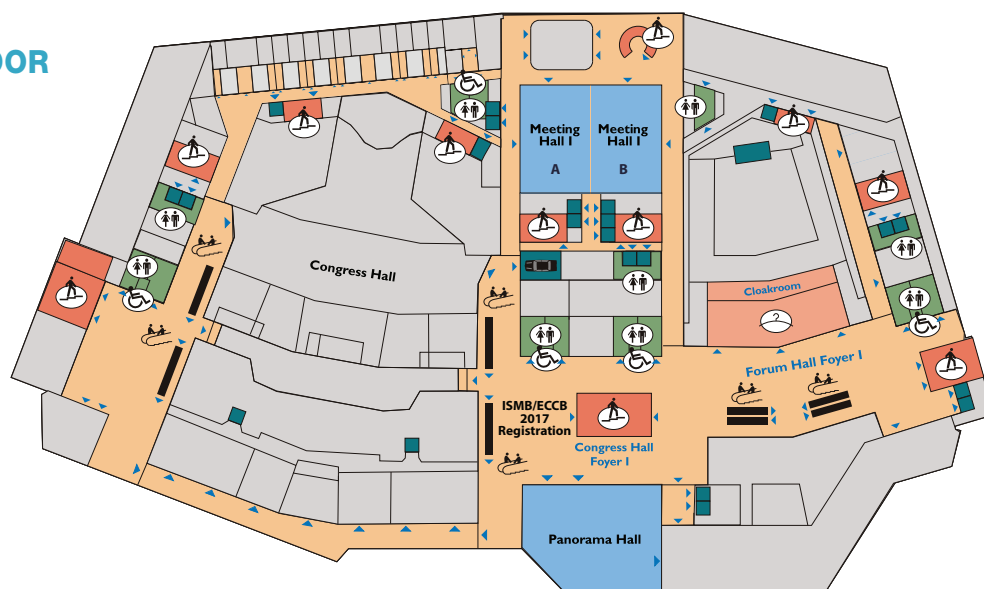 OOR
Meeting
Hall I
A
Meeting
Hall I
B
Congress Hall
Cloakroom
Forum Hall Foyer I
ISMB/ECCB
2017
Registration
Congress Hall
Foyer I
Panorama Hall